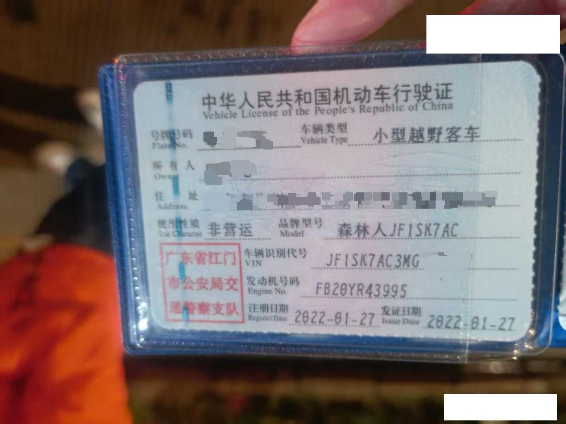 中华人民共和国机动车行驶证
Vehicle License of the People's Republic of China
号牌号码 车辆类型 小型越野客车
Plate No. Vehicle Type
所有人
Owner
住址
Address
使用性质 非营运 品牌型号 森林人JF1SK7AC
Use Character Model
广东省江门 车辆识别代号 JF1SK7AC3MG
VIN
市公安局交 发动机号码 FB20YR43995
Engine No.
通警察支队 注册日期 2022-01-27 发证日期 2022-01-27
Register Date Issue Date